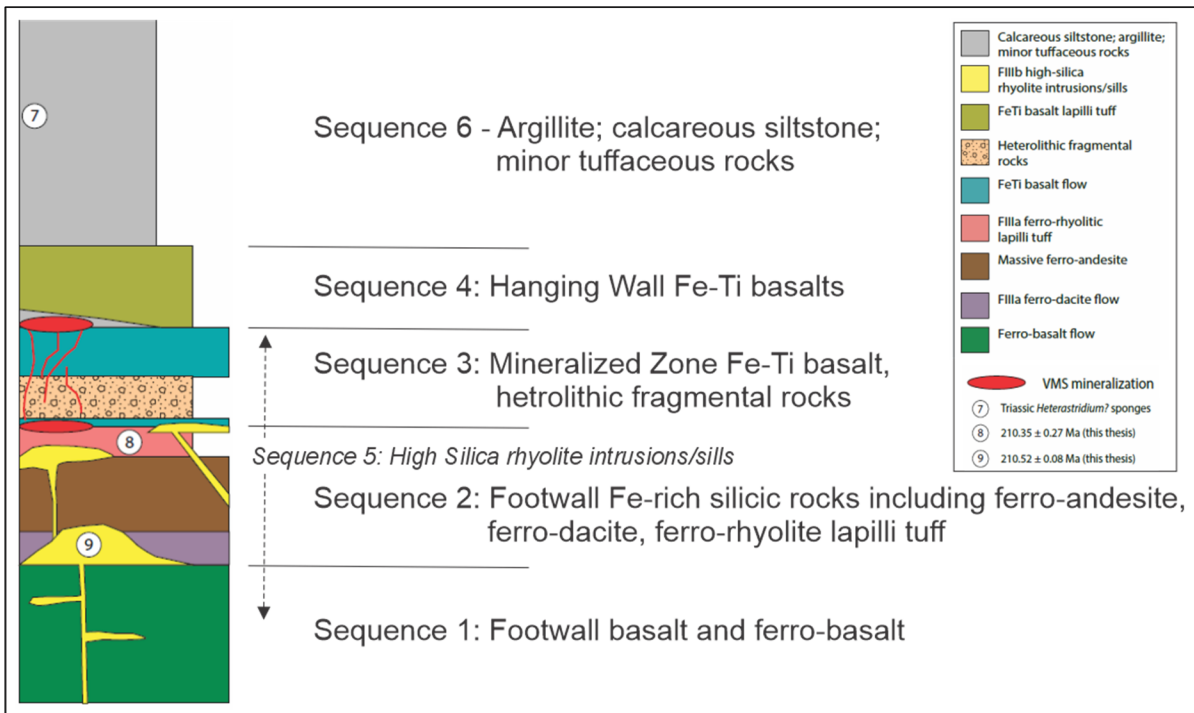 7
Sequence 6 - Argillite; calcareous siltstone;
minor tuffaceous rocks
Sequence 4: Hanging Wall Fe-Ti basalts
Sequence 3: Mineralized Zone Fe-Ti basalt,
hetrolithic fragmental rocks
8
Sequence 5: High Silica rhyolite intrusions/sills
Sequence 2: Footwall Fe-rich silicic rocks including ferro-andesite,
ferro-dacite, ferro-rhyolite lapilli tuff
9
Sequence 1: Footwall basalt and ferro-basalt
Calcareous siltstone; argillite;
minor tuffaceous rocks
FIIIb high-silica
rhyolite intrusions/sills
FeTi basalt lapilli tuff
Heterolithic fragmental
rocks
FeTi basalt flow
FIIIa ferro-rhyolitic
lapilli tuff
Massive ferro-andesite
FIIIa ferro-dacite flow
Ferro-basalt flow
VMS mineralization
7 Triassic Heterastridium? sponges
8 210.35 ± 0.27 Ma (this thesis)
9 210.52 ± 0.08 Ma (this thesis)